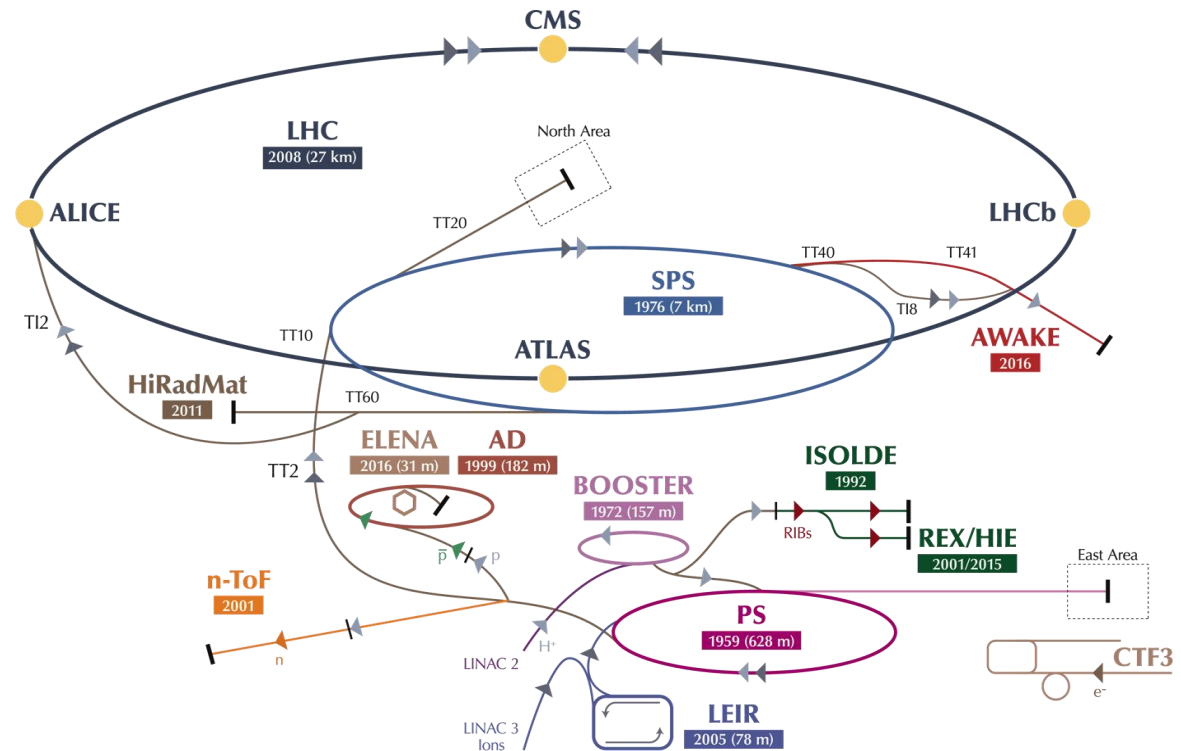 CMS
LHC
2008 (27 km)
North Area
ALICE
LHCb
TT20
TT40
TT41
SPS
1976 (7 km)
TI8
TI2
TT10
ATLAS
AWAKE
2016
HiRadMat
2011
TT60
ELENA
2016 (31 m)
AD
1999 (182 m)
TT2
ISOLDE
1992
BOOSTER
1972 (157 m)
RIBs
REX/HIE
2001/2015
p̅
p
East Area
n-ToF
2001
n
PS
1959 (628 m)
H⁺
LINAC 2
CTF3
e⁻
LEIR
2005 (78 m)
LINAC 3
Ions